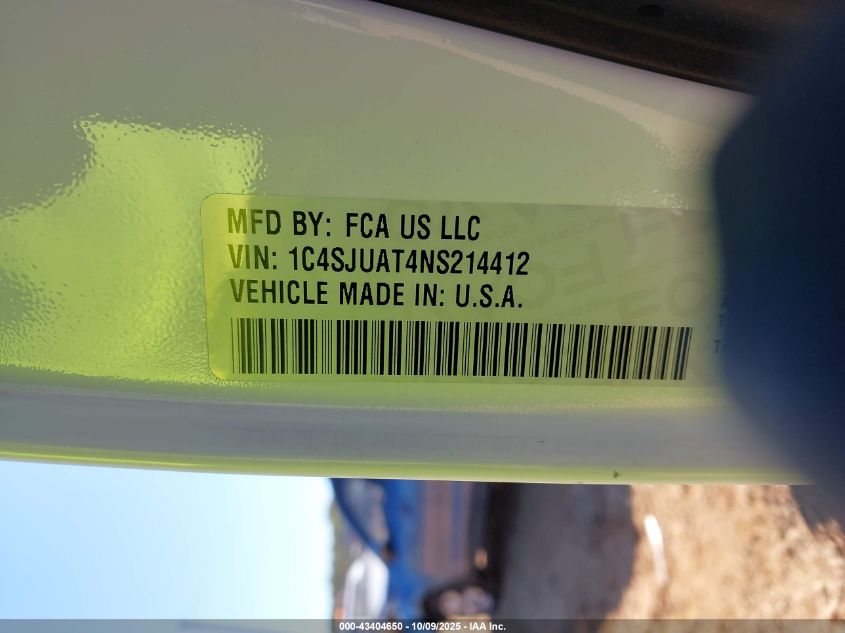 MFD BY: FCA US LLC
VIN: 1C4SJUAT4NS214412
VEHICLE MADE IN: U.S.A.
000-43404650 - 10/09/2025 - IAA Inc.